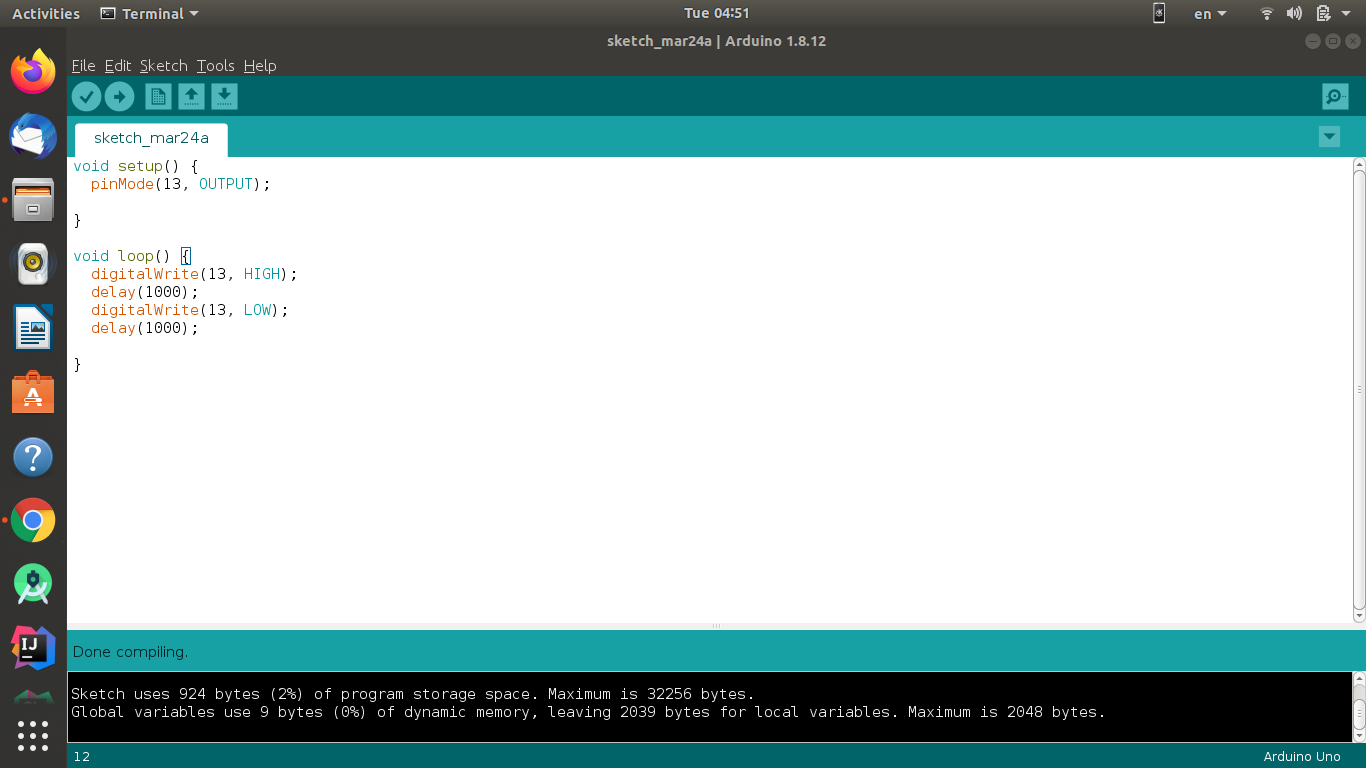 Activities Terminal Tue 04:51 en
sketch_mar24a | Arduino 1.8.12
File Edit Sketch Tools Help
sketch_mar24a
void setup() {
  pinMode(13, OUTPUT);
}
void loop() {
  digitalWrite(13, HIGH);
  delay(1000);
  digitalWrite(13, LOW);
  delay(1000);
}
Done compiling.
Sketch uses 924 bytes (2%) of program storage space. Maximum is 32256 bytes.
Global variables use 9 bytes (0%) of dynamic memory, leaving 2039 bytes for local variables. Maximum is 2048 bytes.
12 Arduino Uno